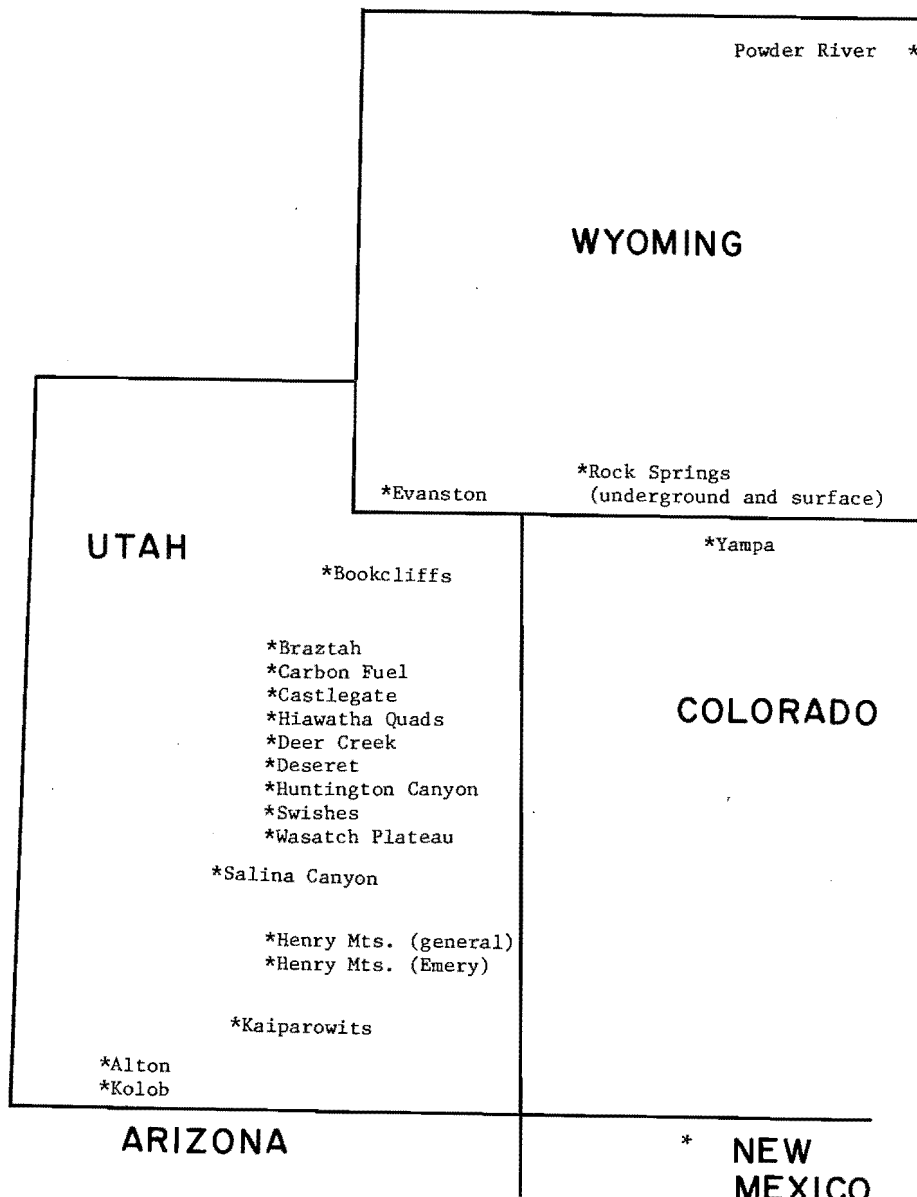 Powder River *
WYOMING
*Evanston
*Rock Springs
(underground and surface)
UTAH
*Yampa
*Bookcliffs
*Braztah
*Carbon Fuel
*Castlegate
*Hiawatha Quads
*Deer Creek
*Deseret
*Huntington Canyon
*Swishes
*Wasatch Plateau
COLORADO
*Salina Canyon
*Henry Mts. (general)
*Henry Mts. (Emery)
*Kaiparowits
*Alton
*Kolob
ARIZONA
* NEW
MEXICO